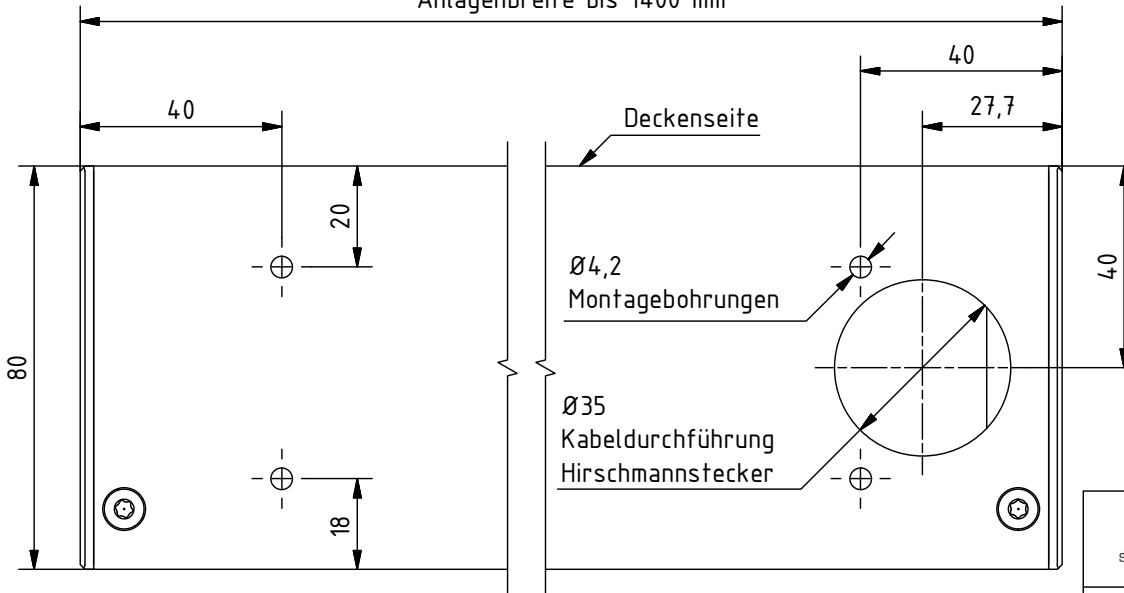 Anlagenbreite bis 1400 mm
40
27,7
40
Deckenseite
20
Ø4,2
Montagebohrungen
40
80
Ø35
Kabeldurchführung
Hirschmannstecker
18